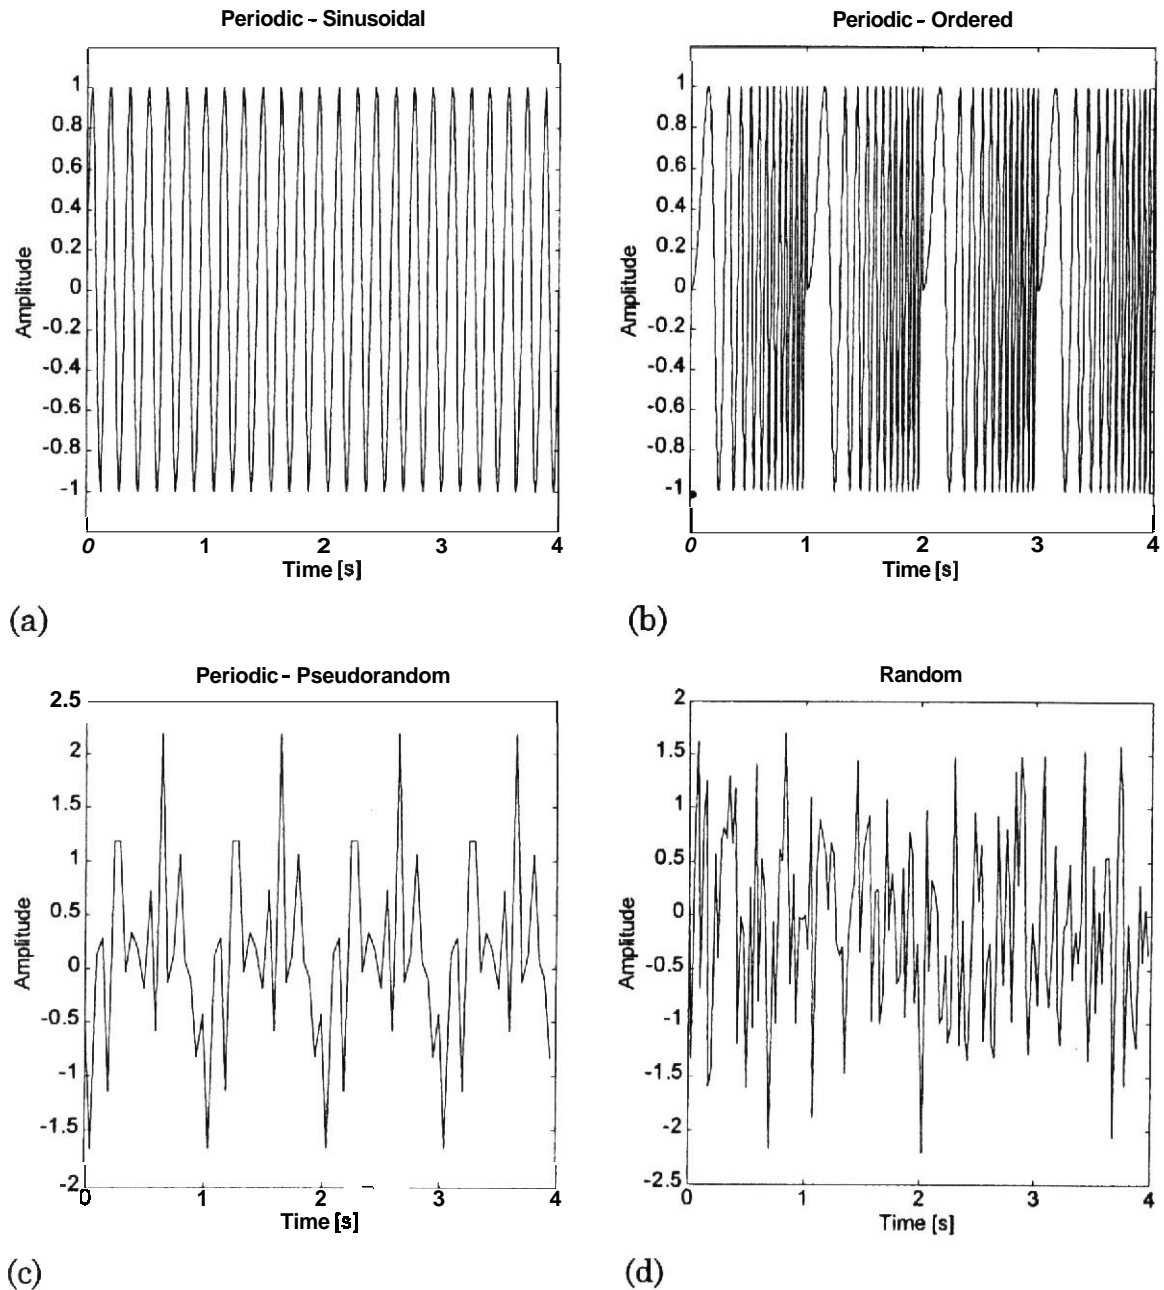 Periodic - Sinusoidal
1
0.8
0.6
0.4
0.2
0
-0.2
-0.4
-0.6
-0.8
-1
Amplitude
0 1 2 3 4
Time [s]
(a)
Periodic - Ordered
1
0.8
0.6
0.4
0.2
0
-0.2
-0.4
-0.6
-0.8
-1
Amplitude
0 1 2 3 4
Time [s]
(b)
Periodic - Pseudorandom
2.5
2
1.5
1
0.5
0
-0.5
-1
-1.5
-2
Amplitude
0 1 2 3 4
Time [s]
(c)
Random
2
1.5
1
0.5
0
-0.5
-1
-1.5
-2
-2.5
Amplitude
0 1 2 3 4
Time [s]
(d)